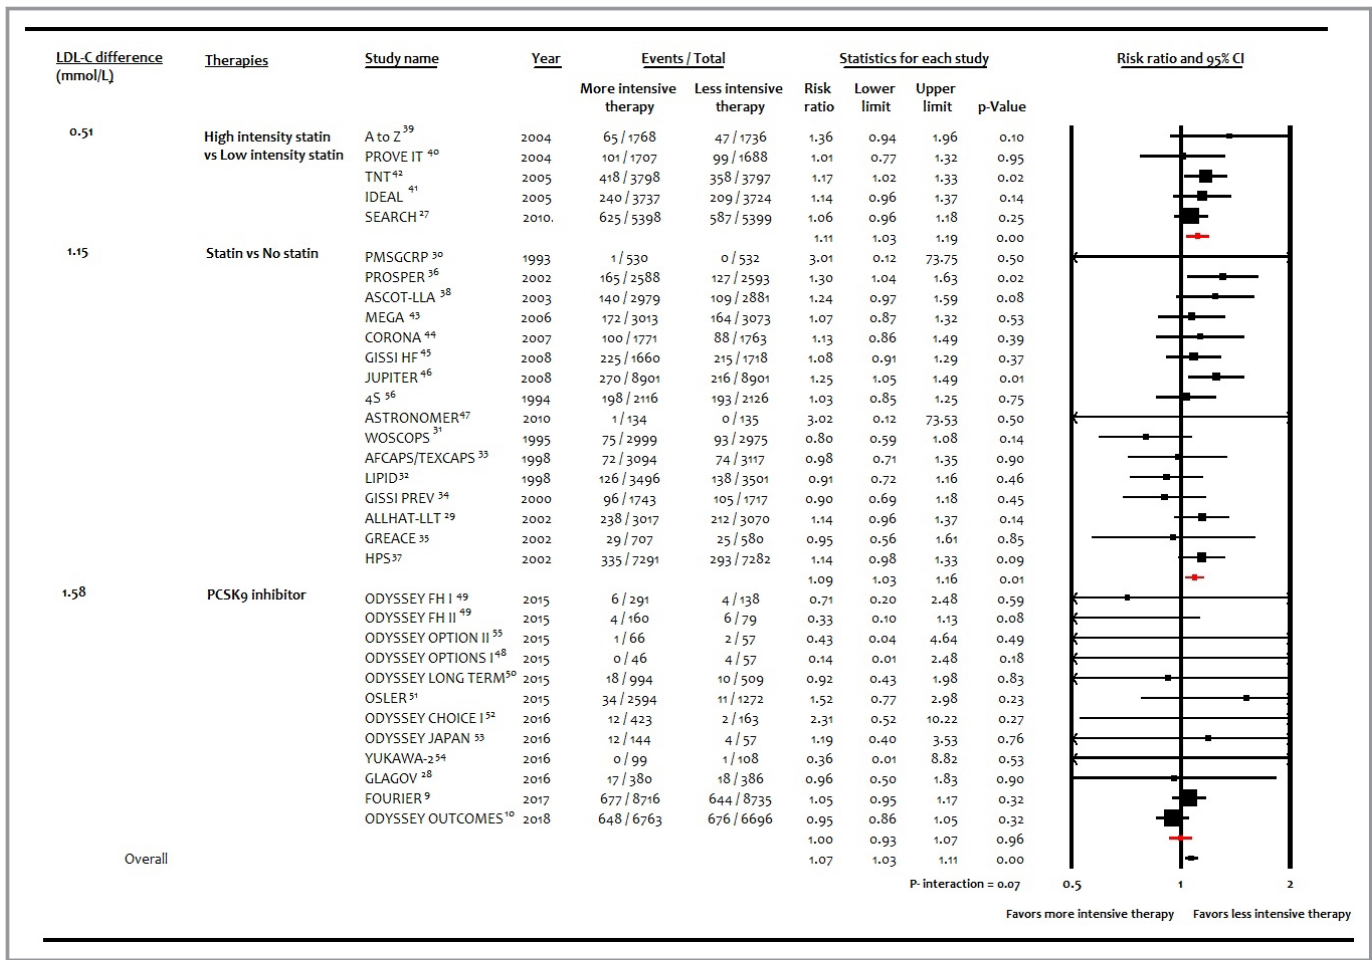 LDL-C difference (mmol/L) Therapies Study name Year Events / Total Statistics for each study Risk ratio and 95% CI
More intensive therapy Less intensive therapy Risk ratio Lower limit Upper limit p-Value
0.51 High intensity statin vs Low intensity statin A to Z 39 2004 65 / 1768 47 / 1736 1.36 0.94 1.96 0.10
PROVE IT 40 2004 101 / 1707 99 / 1688 1.01 0.77 1.32 0.95
TNT 42 2005 418 / 3798 358 / 3797 1.17 1.02 1.33 0.02
IDEAL 41 2005 240 / 3737 209 / 3724 1.14 0.96 1.37 0.14
SEARCH 27 2010. 625 / 5398 587 / 5399 1.06 0.96 1.18 0.25
1.11 1.03 1.19 0.00
1.15 Statin vs No statin PMSGCRP 30 1993 1 / 530 0 / 532 3.01 0.12 73.75 0.50
PROSPER 36 2002 165 / 2588 127 / 2593 1.30 1.04 1.63 0.02
ASCOT-LLA 38 2003 140 / 2979 109 / 2881 1.24 0.97 1.59 0.08
MEGA 43 2006 172 / 3013 164 / 3073 1.07 0.87 1.32 0.53
CORONA 44 2007 100 / 1771 88 / 1763 1.13 0.86 1.49 0.39
GISSI HF 45 2008 225 / 1660 215 / 1718 1.08 0.91 1.29 0.37
JUPITER 46 2008 270 / 8901 216 / 8901 1.25 1.05 1.49 0.01
4S 56 1994 198 / 2116 193 / 2126 1.03 0.85 1.25 0.75
ASTRONOMER 47 2010 1 / 134 0 / 135 3.02 0.12 73.53 0.50
WOSCOPS 31 1995 75 / 2999 93 / 2975 0.80 0.59 1.08 0.14
AFCAPS/TEXCAPS 33 1998 72 / 3094 74 / 3117 0.98 0.71 1.35 0.90
LIPID 32 1998 126 / 3496 138 / 3501 0.91 0.72 1.16 0.46
GISSI PREV 34 2000 96 / 1743 105 / 1717 0.90 0.69 1.18 0.45
ALLHAT-LLT 29 2002 238 / 3017 212 / 3070 1.14 0.96 1.37 0.14
GREACE 35 2002 29 / 707 25 / 580 0.95 0.56 1.61 0.85
HPS 37 2002 335 / 7291 293 / 7282 1.14 0.98 1.33 0.09
1.09 1.03 1.16 0.01
1.58 PCSK9 inhibitor ODYSSEY FH I 49 2015 6 / 291 4 / 138 0.71 0.20 2.48 0.59
ODYSSEY FH II 49 2015 4 / 160 6 / 79 0.33 0.10 1.13 0.08
ODYSSEY OPTION II 55 2015 1 / 66 2 / 57 0.43 0.04 4.64 0.49
ODYSSEY OPTIONS I 48 2015 0 / 46 4 / 57 0.14 0.01 2.48 0.18
ODYSSEY LONG TERM 50 2015 18 / 994 10 / 509 0.92 0.43 1.98 0.83
OSLER 51 2015 34 / 2594 11 / 1272 1.52 0.77 2.98 0.23
ODYSSEY CHOICE I 52 2016 12 / 423 2 / 163 2.31 0.52 10.22 0.27
ODYSSEY JAPAN 53 2016 12 / 144 4 / 57 1.19 0.40 3.53 0.76
YUKAWA-2 54 2016 0 / 99 1 / 108 0.36 0.01 8.82 0.53
GLAGOV 28 2016 17 / 380 18 / 386 0.96 0.50 1.83 0.90
FOURIER 9 2017 677 / 8716 644 / 8735 1.05 0.95 1.17 0.32
ODYSSEY OUTCOMES 10 2018 648 / 6763 676 / 6696 0.95 0.86 1.05 0.32
1.00 0.93 1.07 0.96
Overall 1.07 1.03 1.11 0.00
P- interaction = 0.07 0.5 1 2
Favors more intensive therapy Favors less intensive therapy